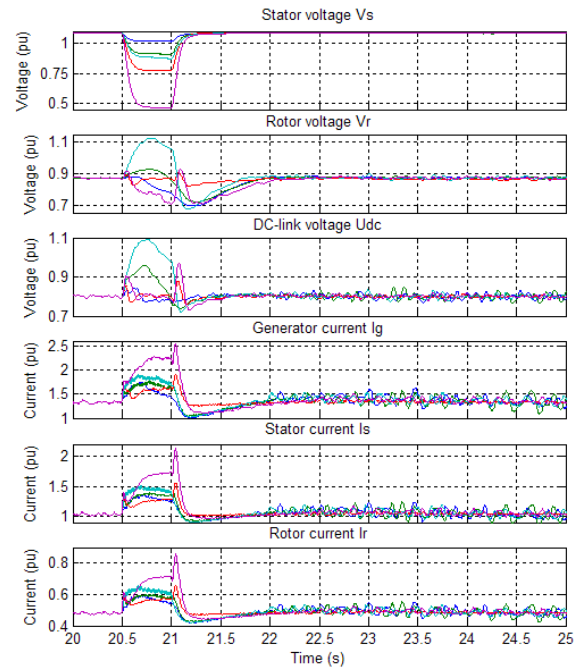 Stator voltage Vs
Voltage (pu)
1
0.75
0.5
Rotor voltage Vr
Voltage (pu)
1.1
0.9
0.7
DC-link voltage Udc
Voltage (pu)
1.1
0.9
0.7
Generator current Ig
Current (pu)
2.5
2
1.5
1
Stator current Is
Current (pu)
2
1.5
1
Rotor current Ir
Current (pu)
0.8
0.6
0.4
20 20.5 21 21.5 22 22.5 23 23.5 24 24.5 25
Time (s)